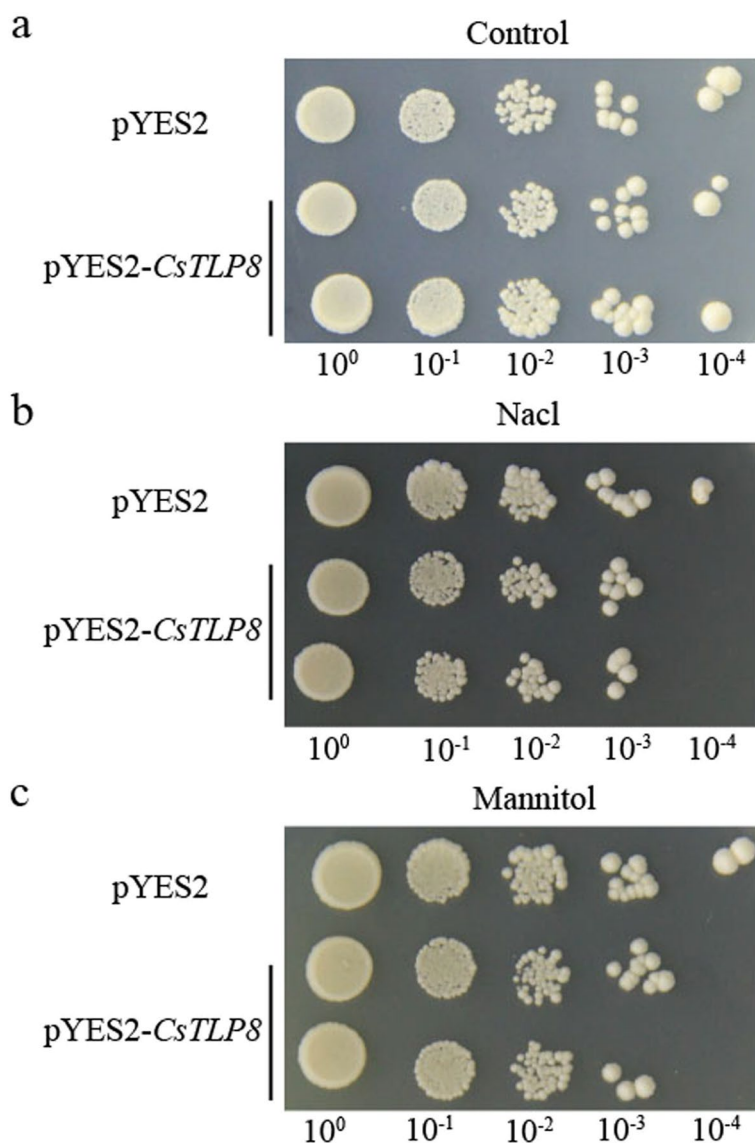 a
Control
pYES2
pYES2-CsTLP8
10⁰ 10⁻¹ 10⁻² 10⁻³ 10⁻⁴
b
Nacl
pYES2
pYES2-CsTLP8
10⁰ 10⁻¹ 10⁻² 10⁻³ 10⁻⁴
c
Mannitol
pYES2
pYES2-CsTLP8
10⁰ 10⁻¹ 10⁻² 10⁻³ 10⁻⁴